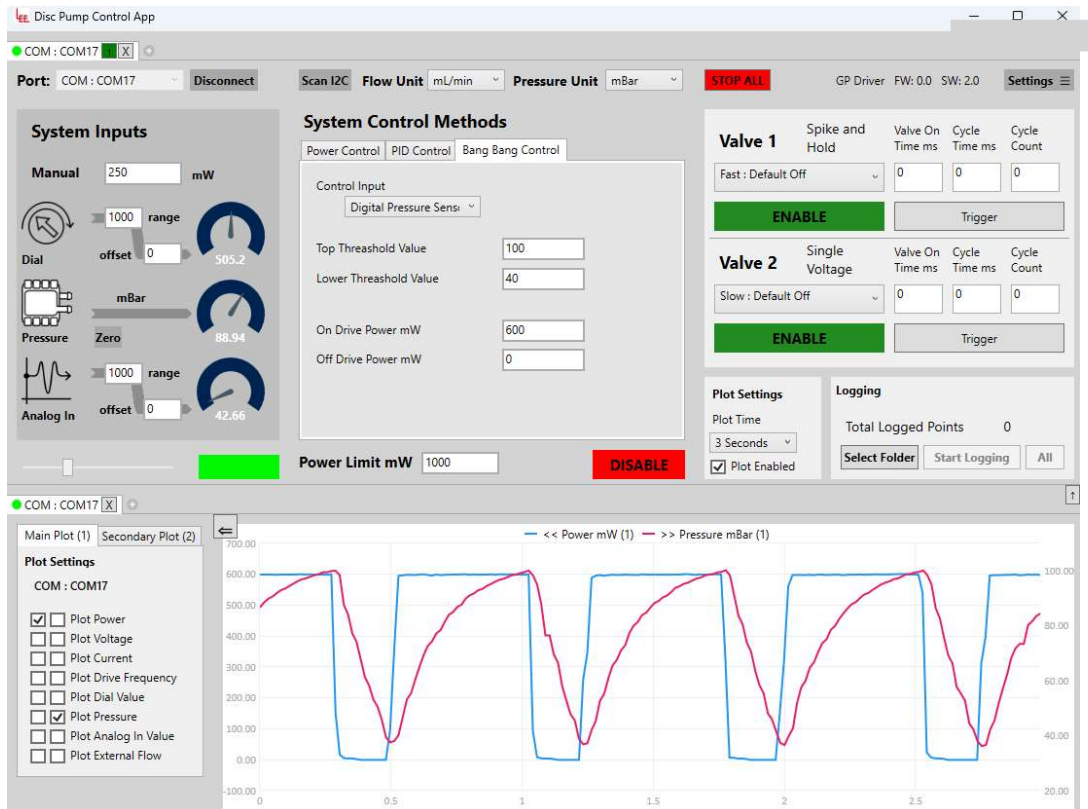 LEE Disc Pump Control App
COM : COM17 X
Port: COM : COM17 Disconnect Scan I2C Flow Unit mL/min Pressure Unit mBar STOP ALL GP Driver FW: 0.0 SW: 2.0 Settings
System Inputs
Manual 250 mW
1000 range
offset 0
Dial 505.2
mBar
Pressure Zero 88.94
1000 range
offset 0
Analog In 42.66
System Control Methods
Power Control PID Control Bang Bang Control
Control Input
Digital Pressure Sens
Top Threashold Value 100
Lower Threashold Value 40
On Drive Power mW 600
Off Drive Power mW 0
Power Limit mW 1000 DISABLE
Valve 1 Spike and Hold Valve On Time ms Cycle Time ms Cycle Count
Fast : Default Off 0 0 0
ENABLE Trigger
Valve 2 Single Voltage Valve On Time ms Cycle Time ms Cycle Count
Slow : Default Off 0 0 0
ENABLE Trigger
Plot Settings
Plot Time
3 Seconds
Plot Enabled
Logging
Total Logged Points 0
Select Folder Start Logging All
COM : COM17 X
Main Plot (1) Secondary Plot (2)
Plot Settings
COM : COM17
Plot Power
Plot Voltage
Plot Current
Plot Drive Frequency
Plot Dial Value
Plot Pressure
Plot Analog In Value
Plot External Flow
<< Power mW (1) >> Pressure mBar (1)
700.00
600.00
500.00
400.00
300.00
200.00
100.00
0.00
-100.00
100.00
80.00
60.00
40.00
20.00
0 0.5 1 1.5 2 2.5